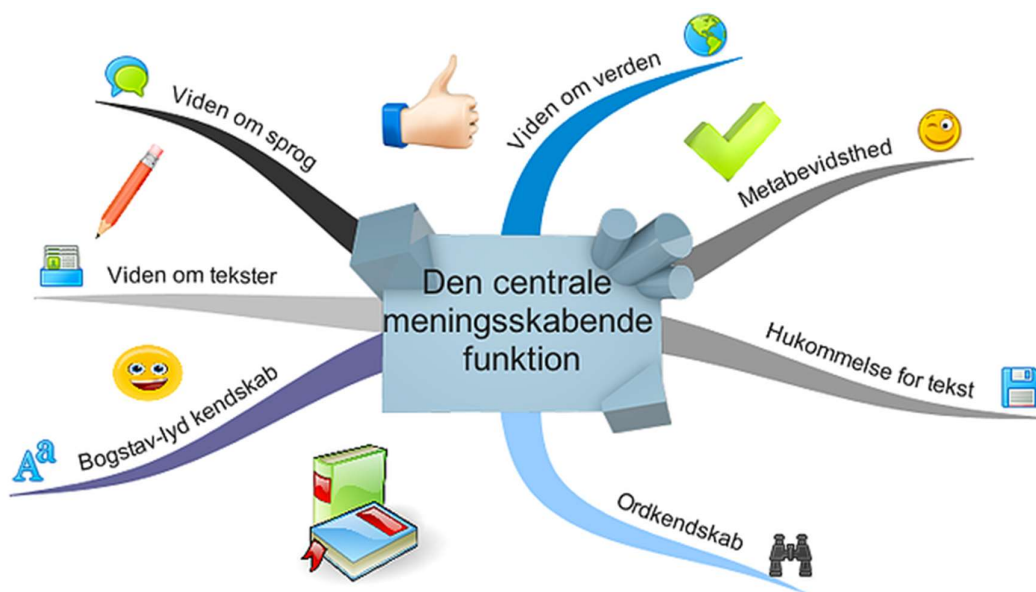 Viden om sprog
Viden om verden
Metabevidsthed
Viden om tekster
Den centrale
meningsskabende
funktion
Hukommelse for tekst
Bogstav-lyd kendskab
Aa
Ordkendskab